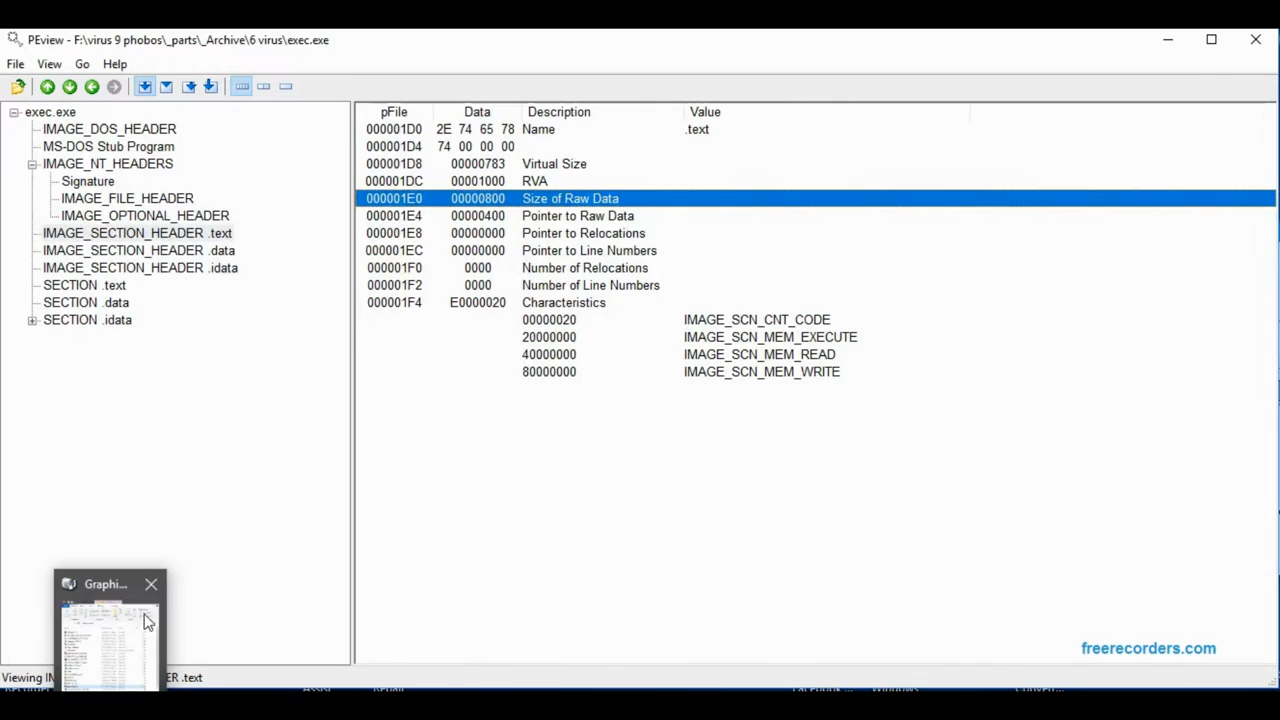 PEview - F:\virus 9 phobos\_parts\_Archive\6 virus\exec.exe
File View Go Help
exec.exe
IMAGE_DOS_HEADER
MS-DOS Stub Program
IMAGE_NT_HEADERS
Signature
IMAGE_FILE_HEADER
IMAGE_OPTIONAL_HEADER
IMAGE_SECTION_HEADER .text
IMAGE_SECTION_HEADER .data
IMAGE_SECTION_HEADER .idata
SECTION .text
SECTION .data
SECTION .idata
pFile Data Description Value
000001D0 2E 74 65 78 Name .text
000001D4 74 00 00 00
000001D8 00000783 Virtual Size
000001DC 00001000 RVA
000001E0 00000800 Size of Raw Data
000001E4 00000400 Pointer to Raw Data
000001E8 00000000 Pointer to Relocations
000001EC 00000000 Pointer to Line Numbers
000001F0 0000 Number of Relocations
000001F2 0000 Number of Line Numbers
000001F4 E0000020 Characteristics
00000020 IMAGE_SCN_CNT_CODE
20000000 IMAGE_SCN_MEM_EXECUTE
40000000 IMAGE_SCN_MEM_READ
80000000 IMAGE_SCN_MEM_WRITE
Graphi...
freerecorders.com
Viewing IM
ER .text